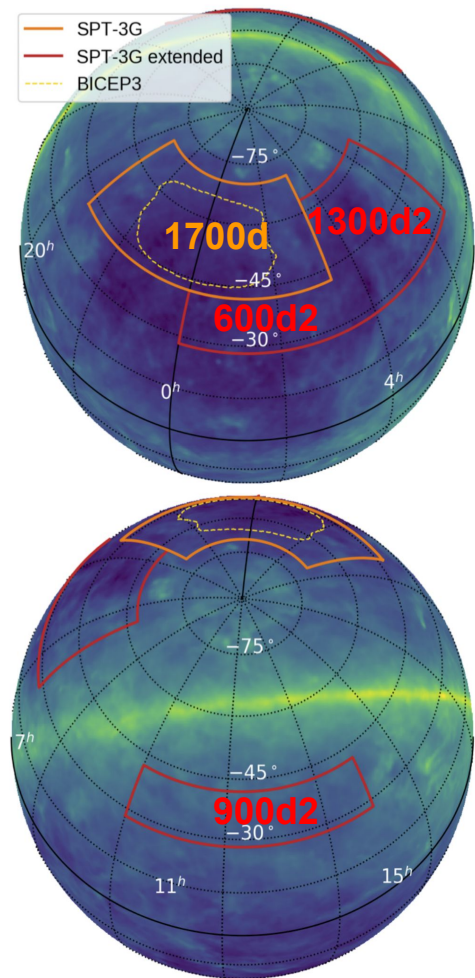 SPT-3G
SPT-3G extended
BICEP3
−75°
1300d2
1700d
20ʰ
−45°
600d2
−30°
0ʰ
4ʰ
−75°
7ʰ
−45°
900d2
−30°
11ʰ
15ʰ